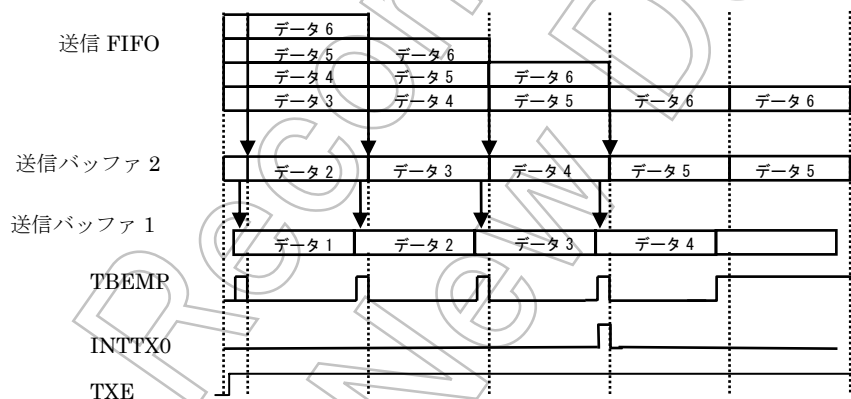 データ 6
送信 FIFO
データ 5 データ 6
データ 4 データ 5 データ 6
データ 3 データ 4 データ 5 データ 6 データ 6
送信バッファ 2
データ 2 データ 3 データ 4 データ 5 データ 5
送信バッファ 1
データ 1 データ 2 データ 3 データ 4
TBEMP
INTTX0
TXE